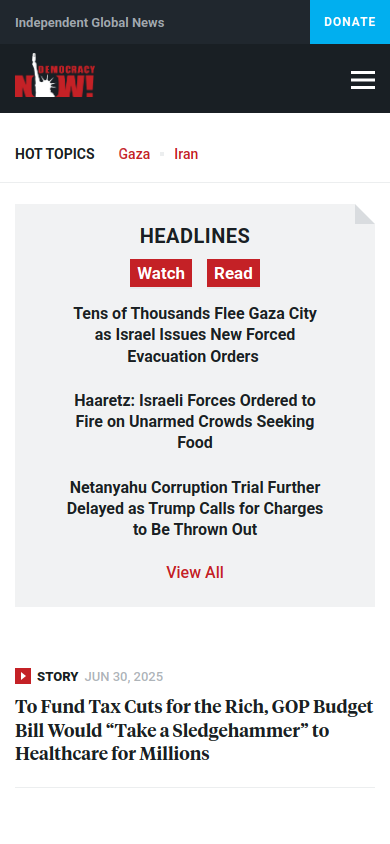 Independent Global News
DONATE
DEMOCRACY
NOW!
HOT TOPICS
Gaza
Iran
HEADLINES
Watch
Read
Tens of Thousands Flee Gaza City
as Israel Issues New Forced
Evacuation Orders
Haaretz: Israeli Forces Ordered to
Fire on Unarmed Crowds Seeking
Food
Netanyahu Corruption Trial Further
Delayed as Trump Calls for Charges
to Be Thrown Out
View All
STORY JUN 30, 2025
To Fund Tax Cuts for the Rich, GOP Budget
Bill Would “Take a Sledgehammer” to
Healthcare for Millions